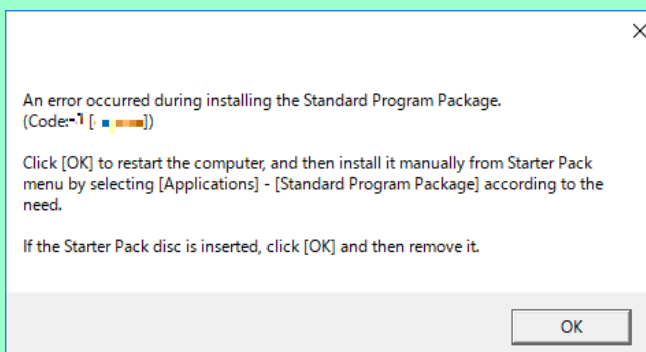 An error occurred during installing the Standard Program Package.
(Code:-1 [
])
Click [OK] to restart the computer, and then install it manually from Starter Pack
menu by selecting [Applications] - [Standard Program Package] according to the
need.
If the Starter Pack disc is inserted, click [OK] and then remove it.
OK